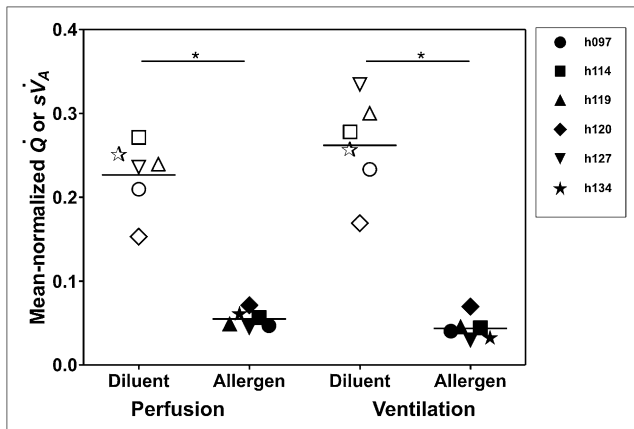 Mean-normalized Q̇ or sV̇A
0.4
0.3
0.2
0.1
0.0
* *
Diluent Allergen Diluent Allergen
Perfusion Ventilation
h097
h114
h119
h120
h127
h134